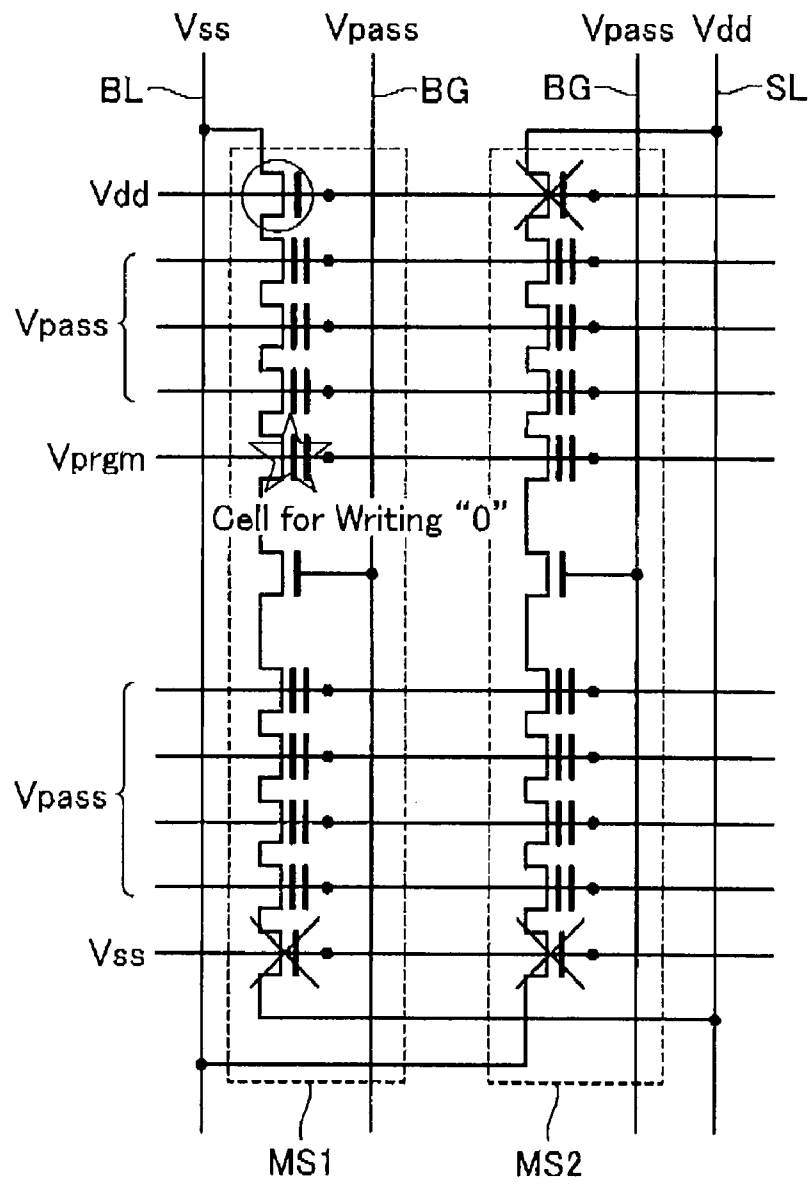 Vss Vpass Vpass Vdd
BL BG BG SL
Vdd
Vpass
Vprgm
Cell for Writing “0”
Vpass
Vss
MS1 MS2